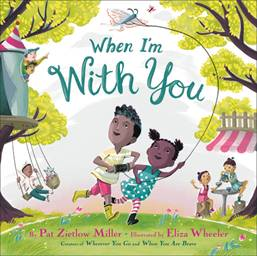 When I'm
With You
By Pat Zietlow Miller Illustrated by Eliza Wheeler
Creators of Wherever You Go and When You Are Brave